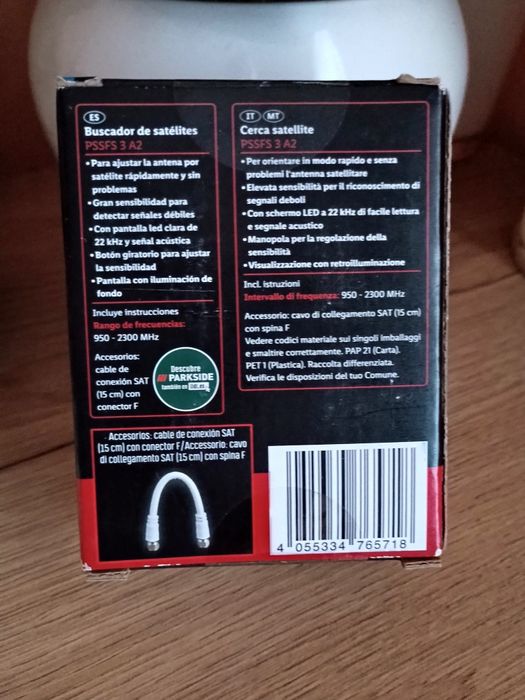 ES
Buscador de satélites
PSSFS 3 A2
•Para ajustar la antena por
satélite rápidamente y sin
problemas
•Gran sensibilidad para
detectar señales débiles
•Con pantalla led clara de
22 kHz y señal acústica
•Botón giratorio para ajustar
la sensibilidad
•Pantalla con iluminación de
fondo
Incluye instrucciones
Rango de frecuencias:
950 - 2300 MHz
Accesorios:
cable de
conexión SAT
(15 cm) con
conector F
Descubre
PARKSIDE
también en
IT MT
Cerca satellite
PSSFS 3 A2
•Per orientare in modo rapido e senza
problemi l'antenna satellitare
•Elevata sensibilità per il riconoscimento di
segnali deboli
•Con schermo LED a 22 kHz di facile lettura
e segnale acustico
•Manopola per la regolazione della
sensibilità
•Visualizzazione con retroilluminazione
Incl. istruzioni
Intervallo di frequenza: 950 - 2300 MHz
Accessorio: cavo di collegamento SAT (15 cm)
con spina F
Vedere codici materiale sui singoli imballaggi
e smaltire correttamente. PAP 21 (Carta).
PET 1 (Plastica). Raccolta differenziata.
Verifica le disposizioni del tuo Comune.
Accesorios: cable de conexión SAT
(15 cm) con conector F/Accessorio: cavo
di collegamento SAT (15 cm) con spina F
4 055334 765718